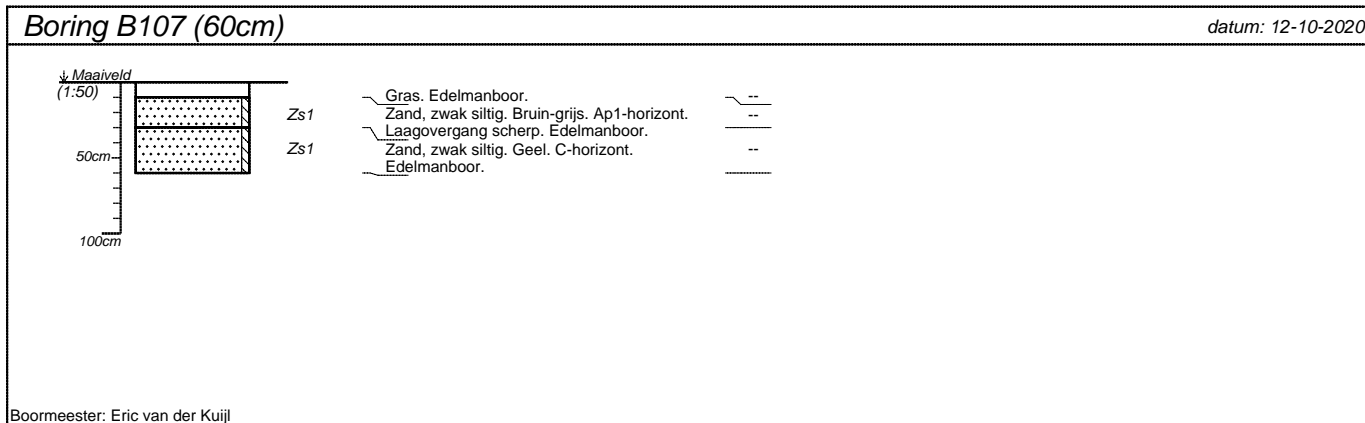 Boring B107 (60cm)
datum: 12-10-2020
Maaiveld
(1:50)
Gras. Edelmanboor.
--
Zs1
Zand, zwak siltig. Bruin-grijs. Ap1-horizont.
--
Laagovergang scherp. Edelmanboor.
50cm
Zs1
Zand, zwak siltig. Geel. C-horizont.
--
Edelmanboor.
100cm
Boormeester: Eric van der Kuijl